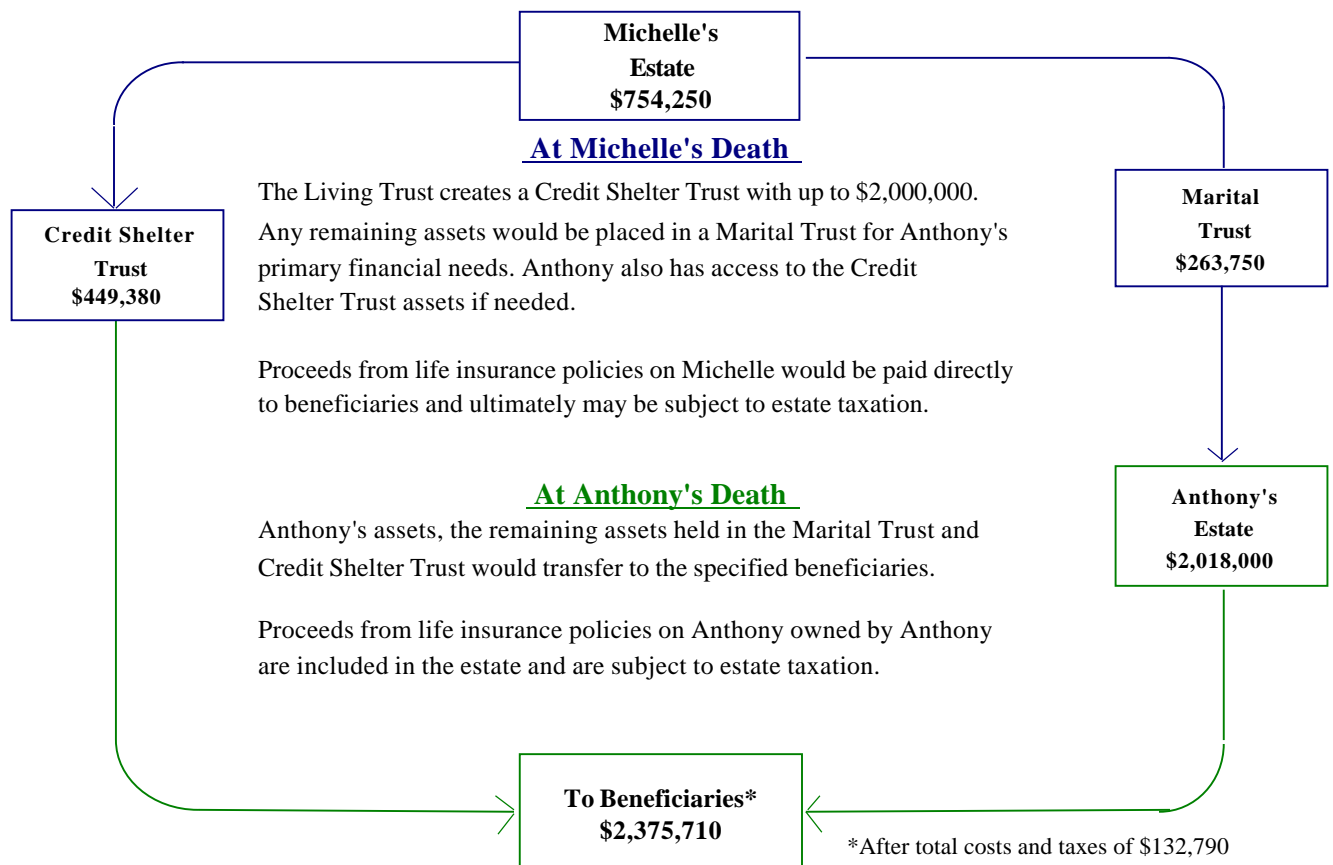 Michelle's
Estate
$754,250
At Michelle's Death
The Living Trust creates a Credit Shelter Trust with up to $2,000,000.
Any remaining assets would be placed in a Marital Trust for Anthony's
primary financial needs. Anthony also has access to the Credit
Shelter Trust assets if needed.
Proceeds from life insurance policies on Michelle would be paid directly
to beneficiaries and ultimately may be subject to estate taxation.
Credit Shelter
Trust
$449,380
Marital
Trust
$263,750
At Anthony's Death
Anthony's assets, the remaining assets held in the Marital Trust and
Credit Shelter Trust would transfer to the specified beneficiaries.
Proceeds from life insurance policies on Anthony owned by Anthony
are included in the estate and are subject to estate taxation.
Anthony's
Estate
$2,018,000
To Beneficiaries*
$2,375,710
*After total costs and taxes of $132,790